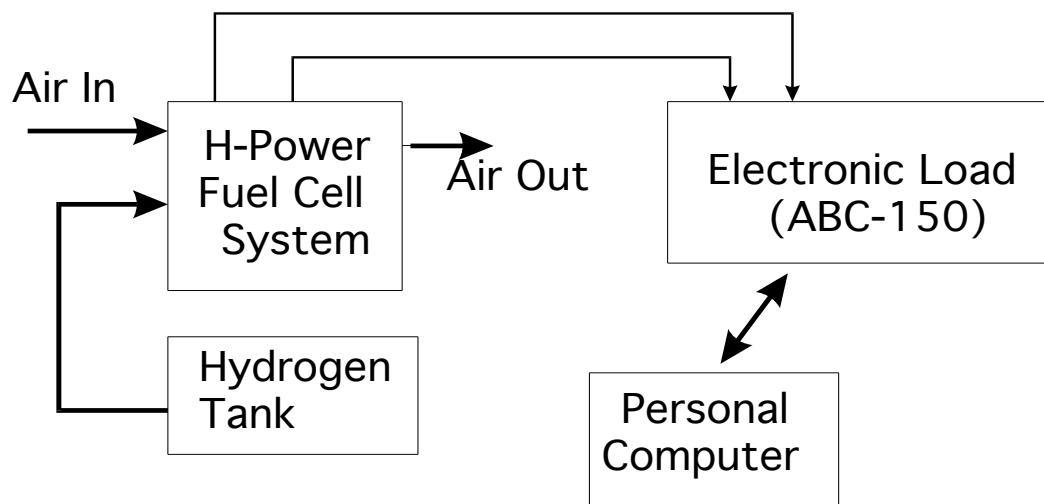 Air In
H-Power
Fuel Cell
System
Air Out
Electronic Load
(ABC-150)
Hydrogen
Tank
Personal
Computer